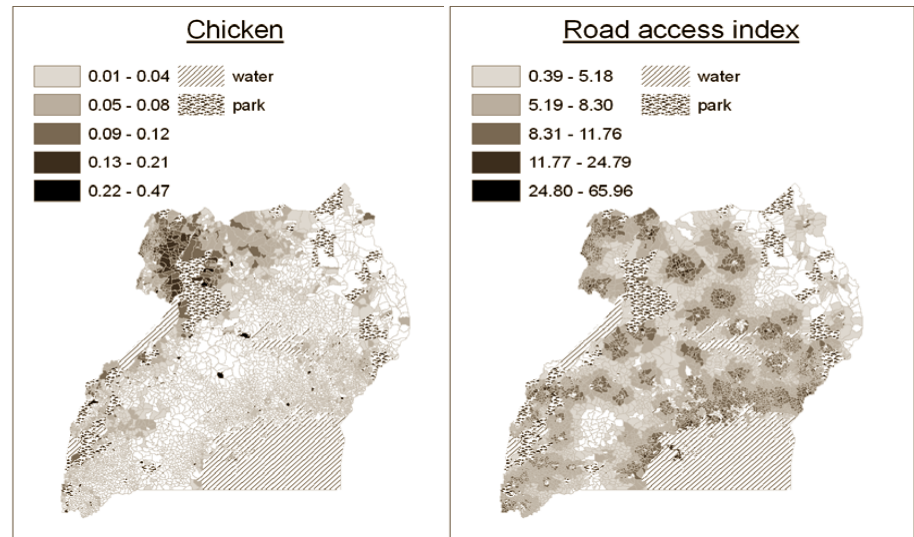 Chicken
0.01 - 0.04 water
0.05 - 0.08 park
0.09 - 0.12
0.13 - 0.21
0.22 - 0.47
Road access index
0.39 - 5.18 water
5.19 - 8.30 park
8.31 - 11.76
11.77 - 24.79
24.80 - 65.96